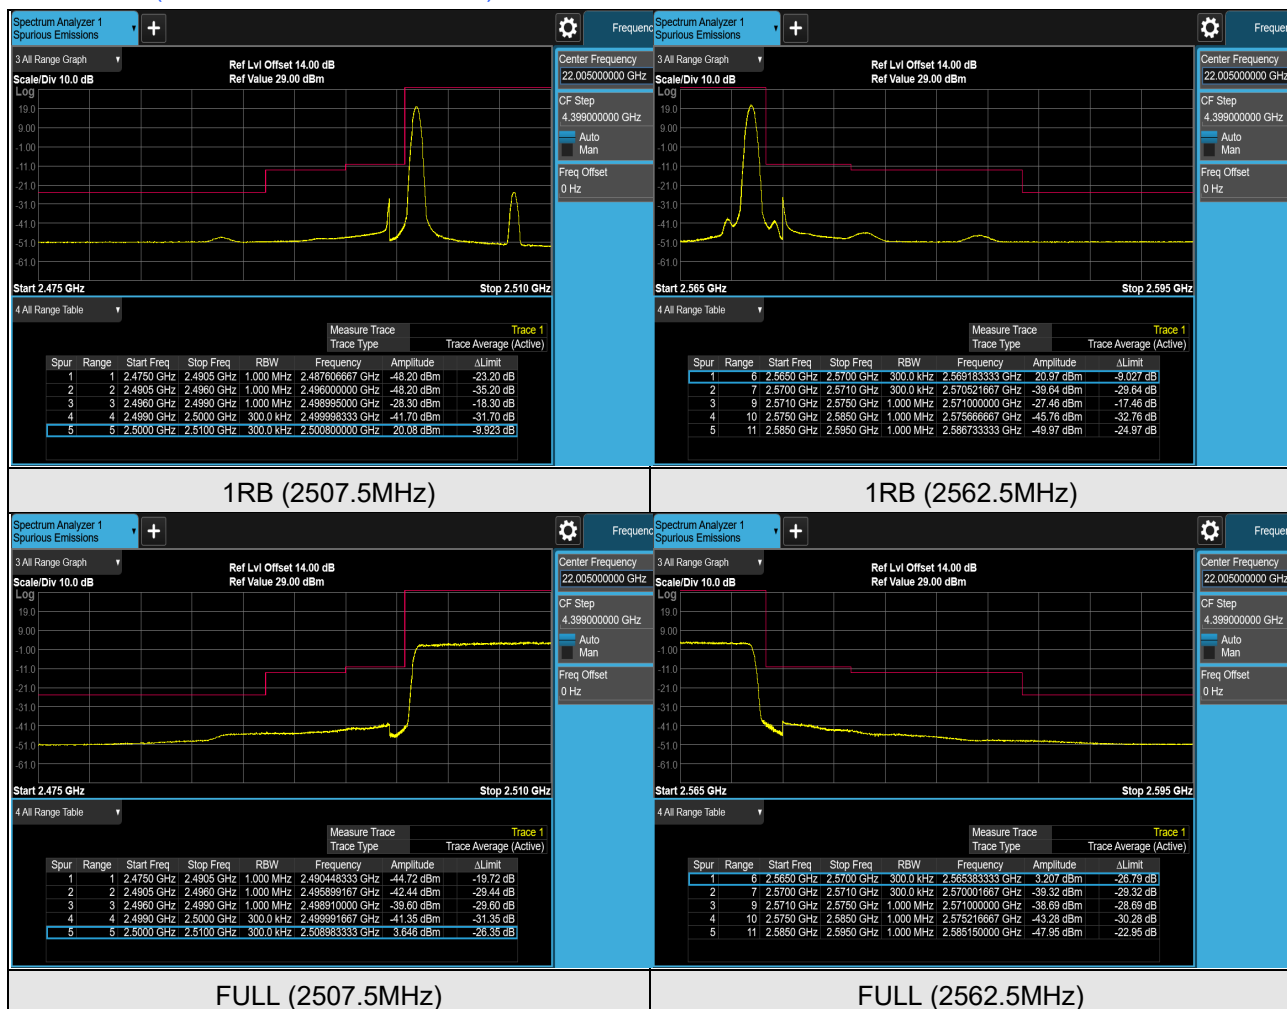 Spectrum Analyzer 1
Spurious Emissions
+
Frequenc
3 All Range Graph
Ref Lvl Offset 14.00 dB
Scale/Div 10.0 dB
Ref Value 29.00 dBm
Log
19.0
9.00
-1.00
-11.0
-21.0
-31.0
-41.0
-51.0
-61.0
Start 2.475 GHz
Stop 2.510 GHz
Center Frequency
22.005000000 GHz
CF Step
4.399000000 GHz
Auto
Man
Freq Offset
0 Hz
4 All Range Table
Measure Trace Trace 1
Trace Type Trace Average (Active)
Spur Range Start Freq Stop Freq RBW Frequency Amplitude ΔLimit
1 1 2.4750 GHz 2.4905 GHz 1.000 MHz 2.487606667 GHz -48.20 dBm -23.20 dB
2 2 2.4905 GHz 2.4960 GHz 1.000 MHz 2.496000000 GHz -48.20 dBm -35.20 dB
3 3 2.4960 GHz 2.4990 GHz 1.000 MHz 2.498995000 GHz -28.30 dBm -18.30 dB
4 4 2.4990 GHz 2.5000 GHz 300.0 kHz 2.499998333 GHz -41.70 dBm -31.70 dB
5 5 2.5000 GHz 2.5100 GHz 300.0 kHz 2.500800000 GHz 20.08 dBm -9.923 dB
1RB (2507.5MHz)
Spectrum Analyzer 1
Spurious Emissions
+
Frequen
3 All Range Graph
Ref Lvl Offset 14.00 dB
Scale/Div 10.0 dB
Ref Value 29.00 dBm
Log
19.0
9.00
-1.00
-11.0
-21.0
-31.0
-41.0
-51.0
-61.0
Start 2.565 GHz
Stop 2.595 GHz
Center Frequency
22.005000000 GHz
CF Step
4.399000000 GHz
Auto
Man
Freq Offset
0 Hz
4 All Range Table
Measure Trace Trace 1
Trace Type Trace Average (Active)
Spur Range Start Freq Stop Freq RBW Frequency Amplitude ΔLimit
1 6 2.5650 GHz 2.5700 GHz 300.0 kHz 2.569183333 GHz 20.97 dBm -9.027 dB
2 7 2.5700 GHz 2.5710 GHz 300.0 kHz 2.570521667 GHz -39.64 dBm -29.64 dB
3 9 2.5710 GHz 2.5750 GHz 1.000 MHz 2.571000000 GHz -27.46 dBm -17.46 dB
4 10 2.5750 GHz 2.5850 GHz 1.000 MHz 2.575666667 GHz -45.76 dBm -32.76 dB
5 11 2.5850 GHz 2.5950 GHz 1.000 MHz 2.586733333 GHz -49.97 dBm -24.97 dB
1RB (2562.5MHz)
Spectrum Analyzer 1
Spurious Emissions
+
Frequenc
3 All Range Graph
Ref Lvl Offset 14.00 dB
Scale/Div 10.0 dB
Ref Value 29.00 dBm
Log
19.0
9.00
-1.00
-11.0
-21.0
-31.0
-41.0
-51.0
-61.0
Start 2.475 GHz
Stop 2.510 GHz
Center Frequency
22.005000000 GHz
CF Step
4.399000000 GHz
Auto
Man
Freq Offset
0 Hz
4 All Range Table
Measure Trace Trace 1
Trace Type Trace Average (Active)
Spur Range Start Freq Stop Freq RBW Frequency Amplitude ΔLimit
1 1 2.4750 GHz 2.4905 GHz 1.000 MHz 2.490448333 GHz -44.72 dBm -19.72 dB
2 2 2.4905 GHz 2.4960 GHz 1.000 MHz 2.495899167 GHz -42.44 dBm -29.44 dB
3 3 2.4960 GHz 2.4990 GHz 1.000 MHz 2.498910000 GHz -39.60 dBm -29.60 dB
4 4 2.4990 GHz 2.5000 GHz 300.0 kHz 2.499991667 GHz -41.35 dBm -31.35 dB
5 5 2.5000 GHz 2.5100 GHz 300.0 kHz 2.508983333 GHz 3.646 dBm -26.35 dB
FULL (2507.5MHz)
Spectrum Analyzer 1
Spurious Emissions
+
Frequen
3 All Range Graph
Ref Lvl Offset 14.00 dB
Scale/Div 10.0 dB
Ref Value 29.00 dBm
Log
19.0
9.00
-1.00
-11.0
-21.0
-31.0
-41.0
-51.0
-61.0
Start 2.565 GHz
Stop 2.595 GHz
Center Frequency
22.005000000 GHz
CF Step
4.399000000 GHz
Auto
Man
Freq Offset
0 Hz
4 All Range Table
Measure Trace Trace 1
Trace Type Trace Average (Active)
Spur Range Start Freq Stop Freq RBW Frequency Amplitude ΔLimit
1 6 2.5650 GHz 2.5700 GHz 300.0 kHz 2.565383333 GHz 3.207 dBm -26.79 dB
2 7 2.5700 GHz 2.5710 GHz 300.0 kHz 2.570001667 GHz -39.32 dBm -29.32 dB
3 9 2.5710 GHz 2.5750 GHz 1.000 MHz 2.571000000 GHz -38.69 dBm -28.69 dB
4 10 2.5750 GHz 2.5850 GHz 1.000 MHz 2.575216667 GHz -43.28 dBm -30.28 dB
5 11 2.5850 GHz 2.5950 GHz 1.000 MHz 2.585150000 GHz -47.95 dBm -22.95 dB
FULL (2562.5MHz)